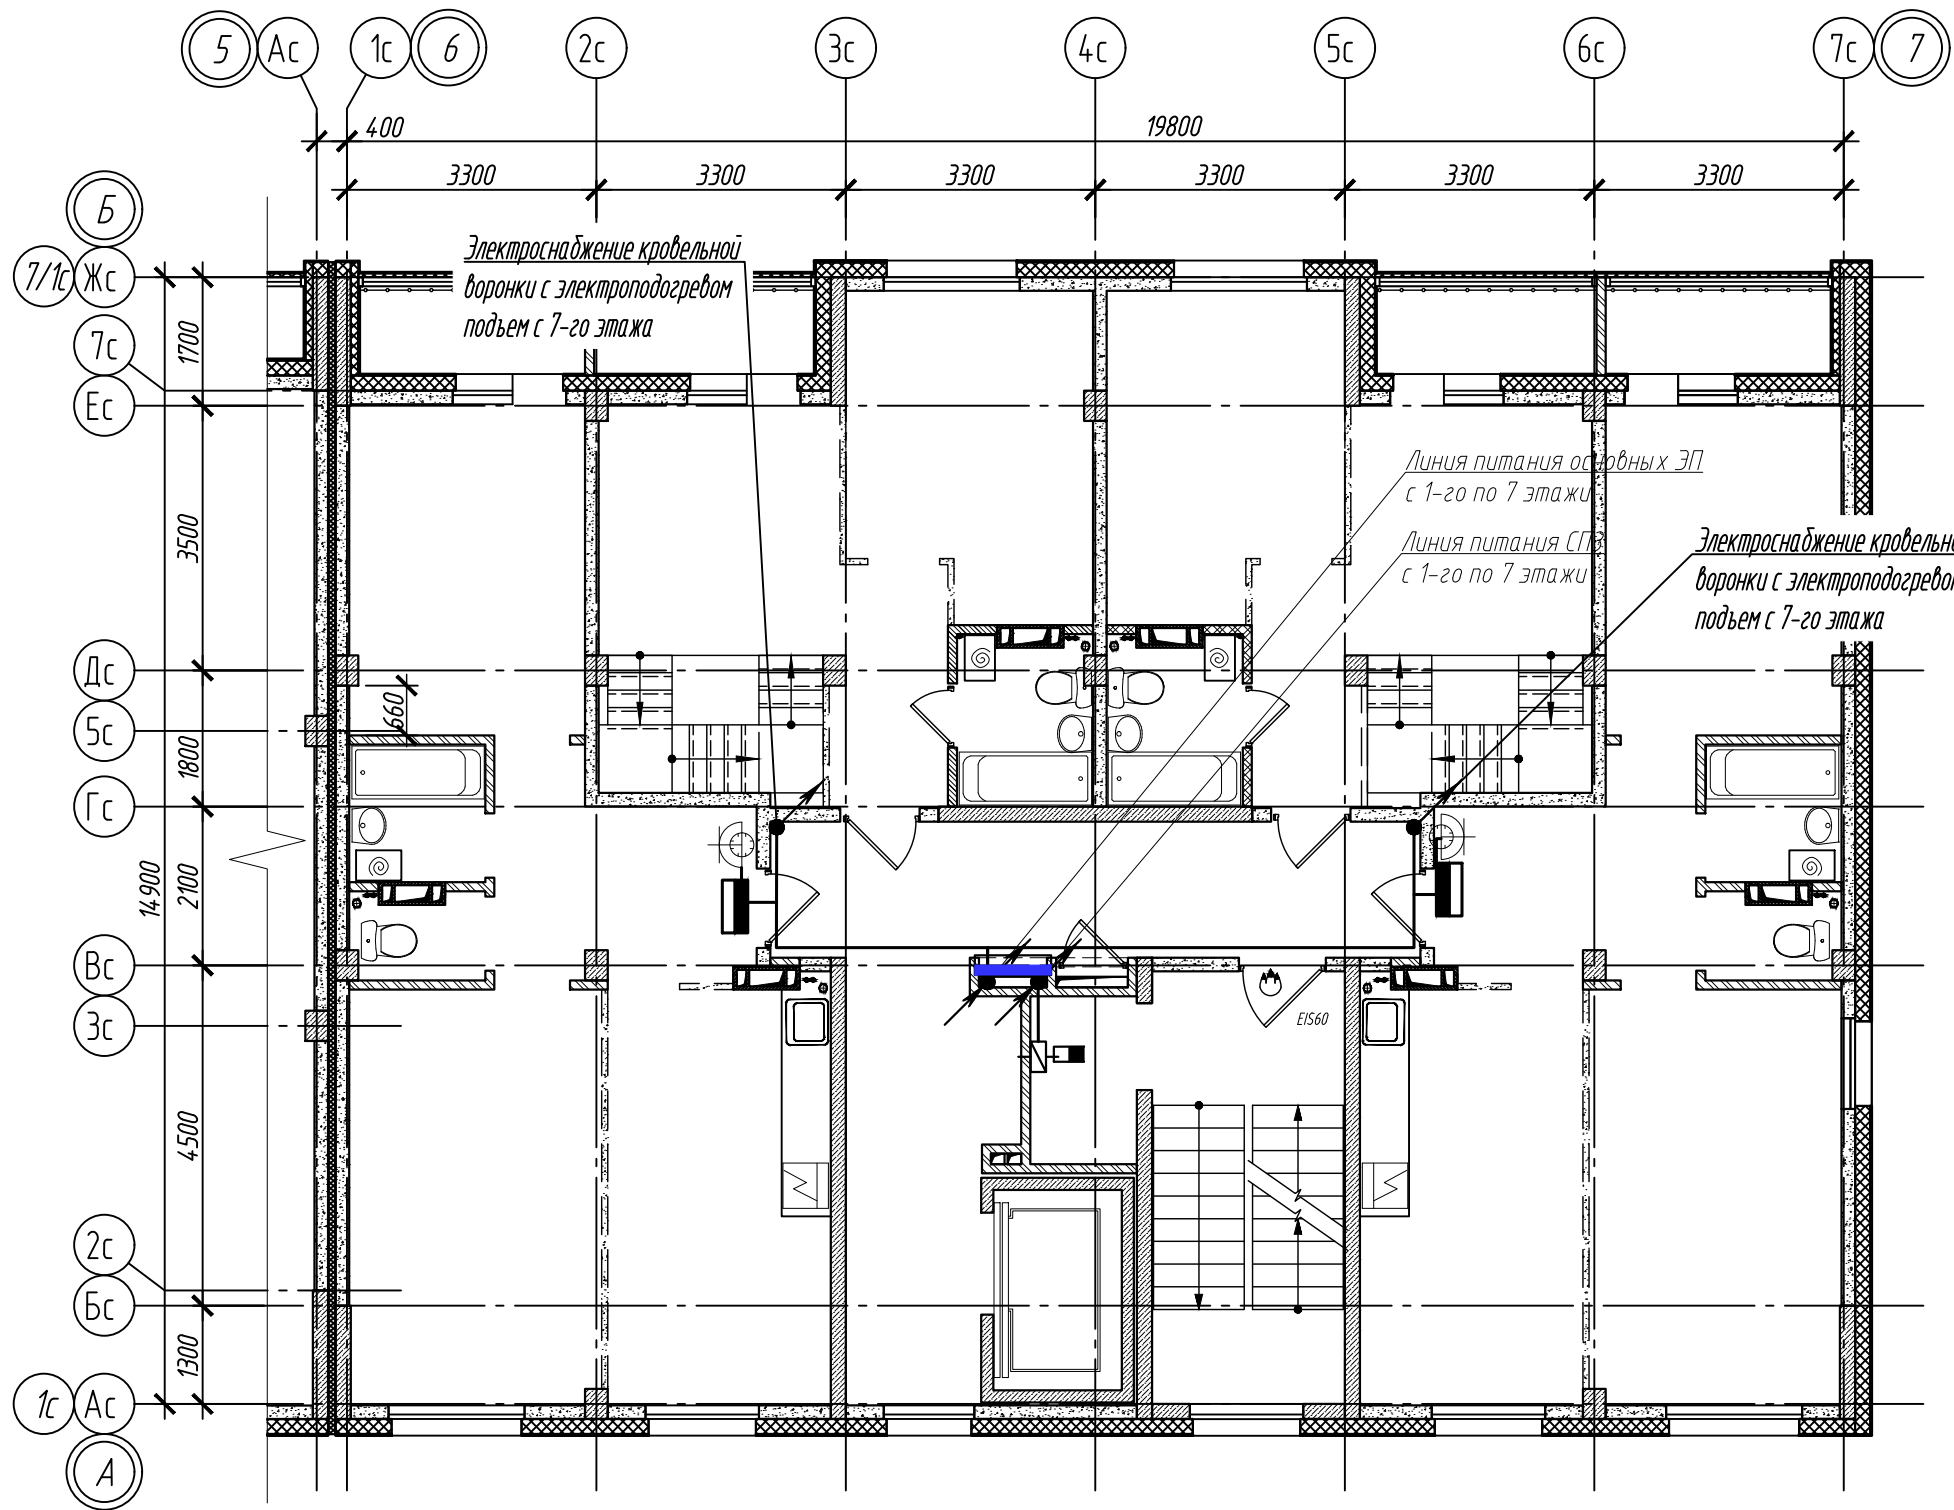 5 Ас 1с 6 2с 3с 4с 5с 6с 7с 7
400 19800
3300 3300 3300 3300 3300 3300
Б
7/1с Жс
7с
Ес
Дс
5с
Гс
Вс
3с
2с
Бс
1с Ас
А
1700
3500
660
1800
2100
14900
4500
1300
Электроснабжение кровельной
воронки с электроподогревом
подъем с 7-го этажа
Линия питания основных ЭП
с 1-го по 7 этажи
Линия питания СПЗ
с 1-го по 7 этажи
Электроснабжение кровельн
воронки с электроподогрево
подъем с 7-го этажа
EIS60